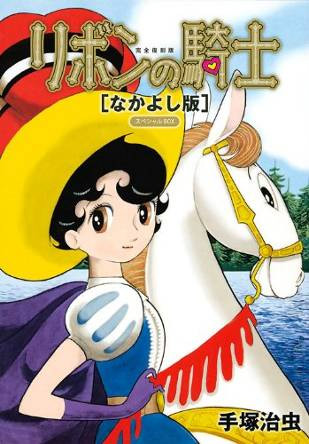 完全復刻版
リボンの騎士
[なかよし版]
スペシャルBOX
手塚治虫